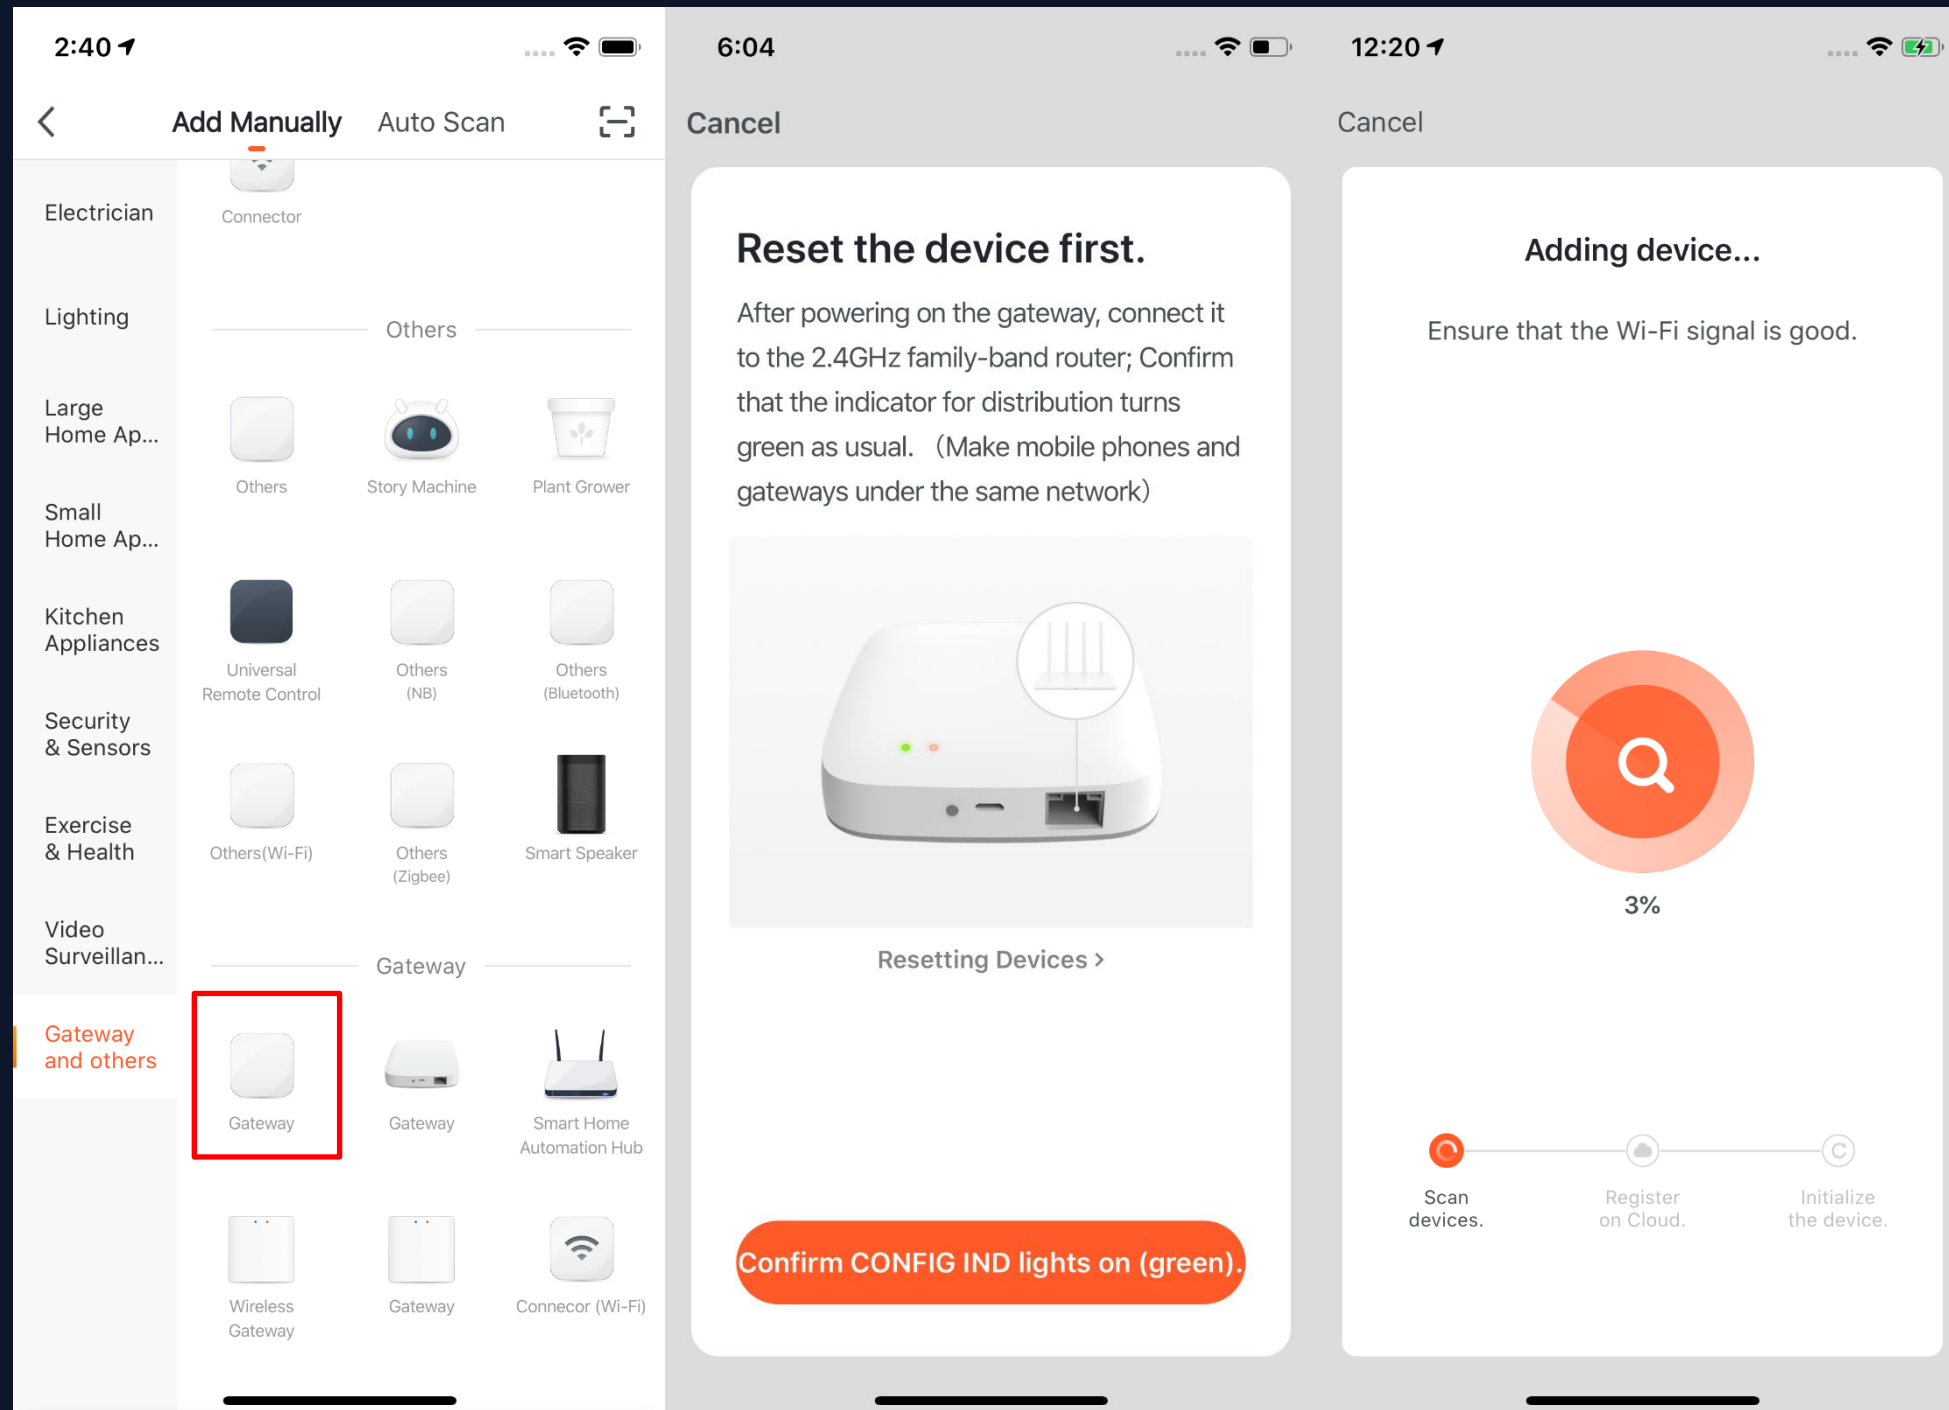 2:40
Add Manually
Auto Scan
Electrician
Lighting
Large
Home Ap...
Small
Home Ap...
Kitchen
Appliances
Security
& Sensors
Exercise
& Health
Video
Surveillan...
Gateway
and others
Connector
Others
Others
Story Machine
Plant Grower
Universal
Remote Control
Others
(NB)
Others
(Bluetooth)
Others(Wi-Fi)
Others
(Zigbee)
Smart Speaker
Gateway
Gateway
Gateway
Smart Home
Automation Hub
Wireless
Gateway
Gateway
Connecor (Wi-Fi)
6:04
Cancel
Reset the device first.
After powering on the gateway, connect it
to the 2.4GHz family-band router; Confirm
that the indicator for distribution turns
green as usual.（Make mobile phones and
gateways under the same network）
Resetting Devices >
Confirm CONFIG IND lights on (green).
12:20
Cancel
Adding device...
Ensure that the Wi-Fi signal is good.
3%
Scan
devices.
Register
on Cloud.
Initialize
the device.